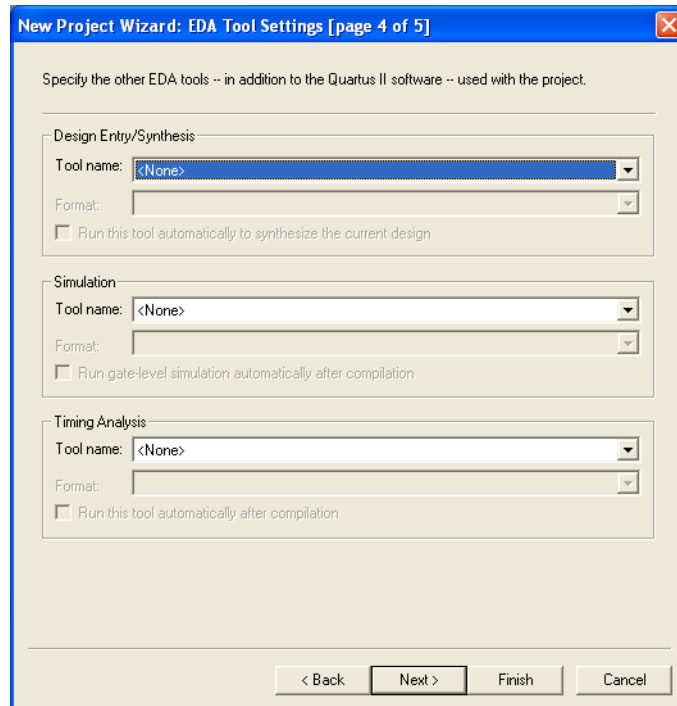 New Project Wizard: EDA Tool Settings [page 4 of 5]
Specify the other EDA tools -- in addition to the Quartus II software -- used with the project.
Design Entry/Synthesis
Tool name: <None>
Format:
Run this tool automatically to synthesize the current design
Simulation
Tool name: <None>
Format:
Run gate-level simulation automatically after compilation
Timing Analysis
Tool name: <None>
Format:
Run this tool automatically after compilation
< Back Next > Finish Cancel